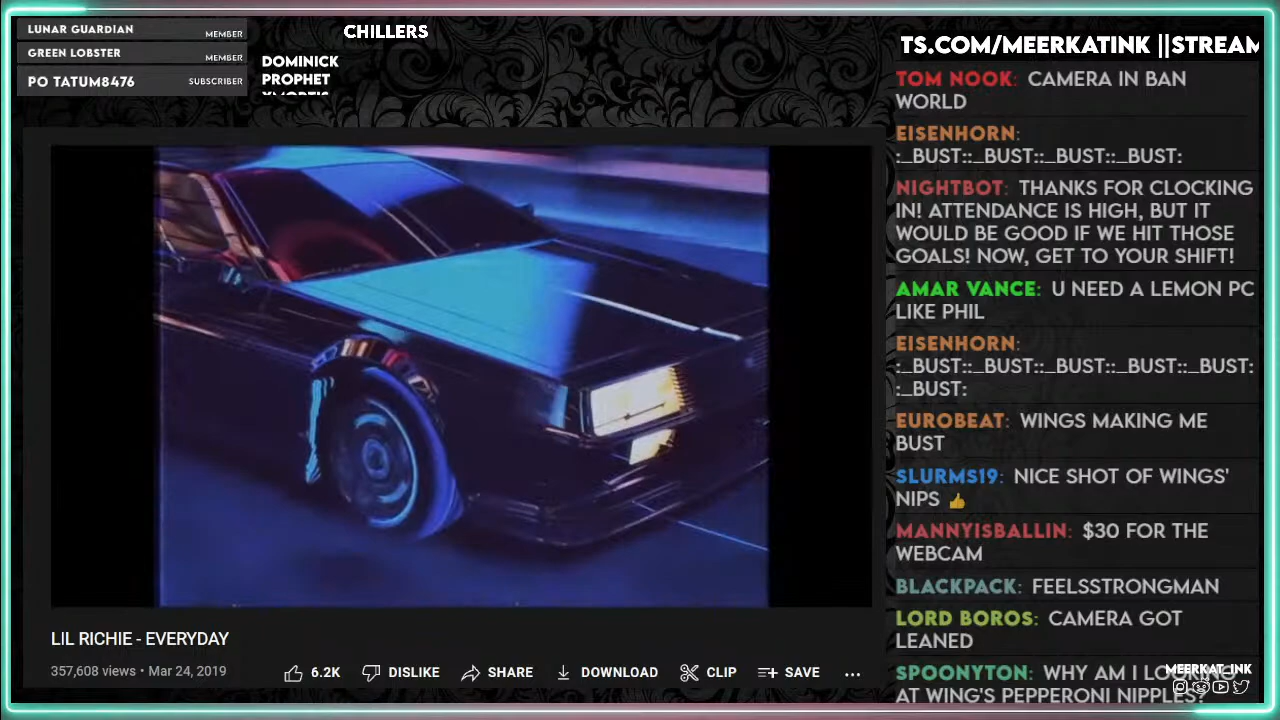 LUNAR GUARDIAN MEMBER
GREEN LOBSTER MEMBER
PO TATUM8476 SUBSCRIBER
CHILLERS
DOMINICK
PROPHET
LIL RICHIE - EVERYDAY
357,608 views • Mar 24, 2019
6.2K DISLIKE SHARE DOWNLOAD CLIP SAVE ...
TS.COM/MEERKATINK ||STREAM
TOM NOOK: CAMERA IN BAN
WORLD
EISENHORN:
:_BUST::_BUST::_BUST::_BUST:
NIGHTBOT: THANKS FOR CLOCKING
IN! ATTENDANCE IS HIGH, BUT IT
WOULD BE GOOD IF WE HIT THOSE
GOALS! NOW, GET TO YOUR SHIFT!
AMAR VANCE: U NEED A LEMON PC
LIKE PHIL
EISENHORN:
:_BUST::_BUST::_BUST::_BUST::_BUST:
:_BUST:
EUROBEAT: WINGS MAKING ME
BUST
SLURMS19: NICE SHOT OF WINGS'
NIPS 👍
MANNYISBALLIN: $30 FOR THE
WEBCAM
BLACKPACK: FEELSSTRONGMAN
LORD BOROS: CAMERA GOT
LEANED
SPOONYTON: WHY AM I LOOKING
AT WING'S PEPPERONI NIPPLES?
MEERKAT_INK